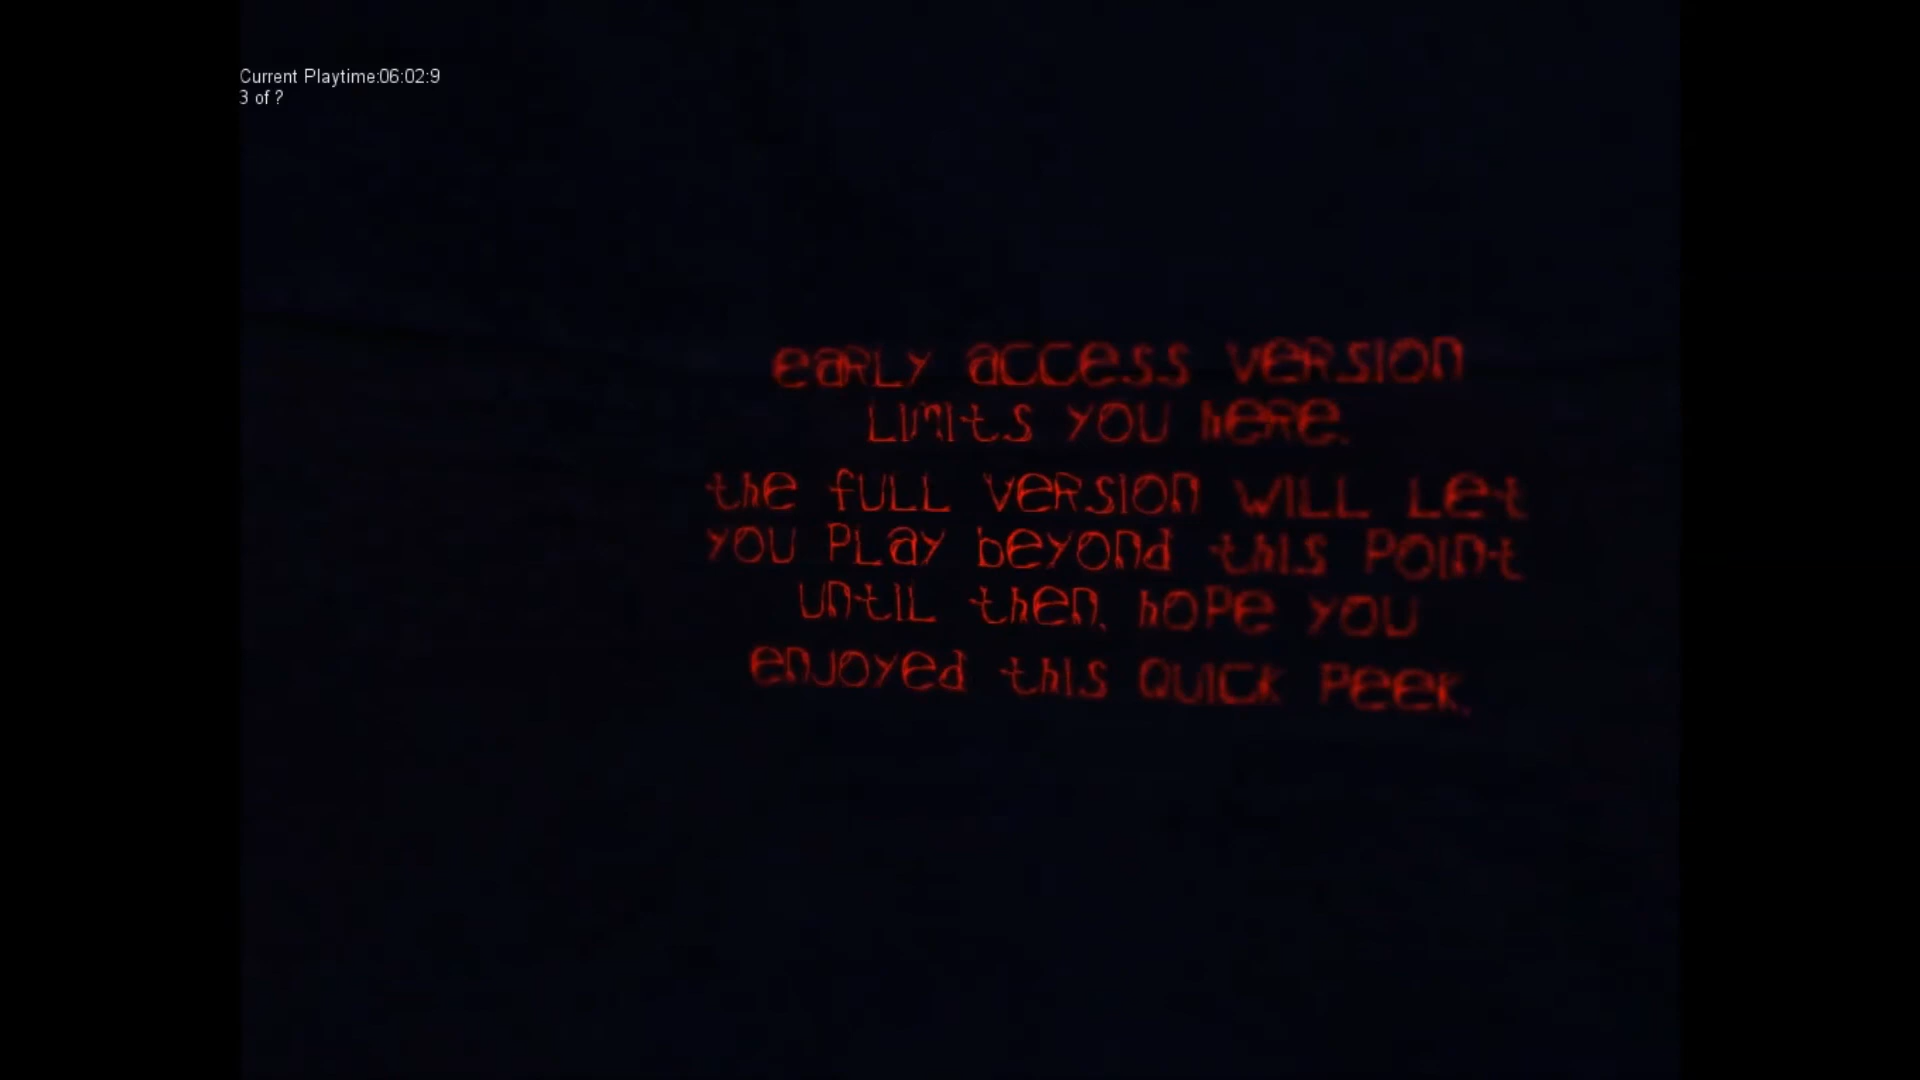 Current Playtime:06:02:9
3 of ?
early access version
limits you here.
the full version will let
you play beyond this point
until then, hope you
enjoyed this quick peek.